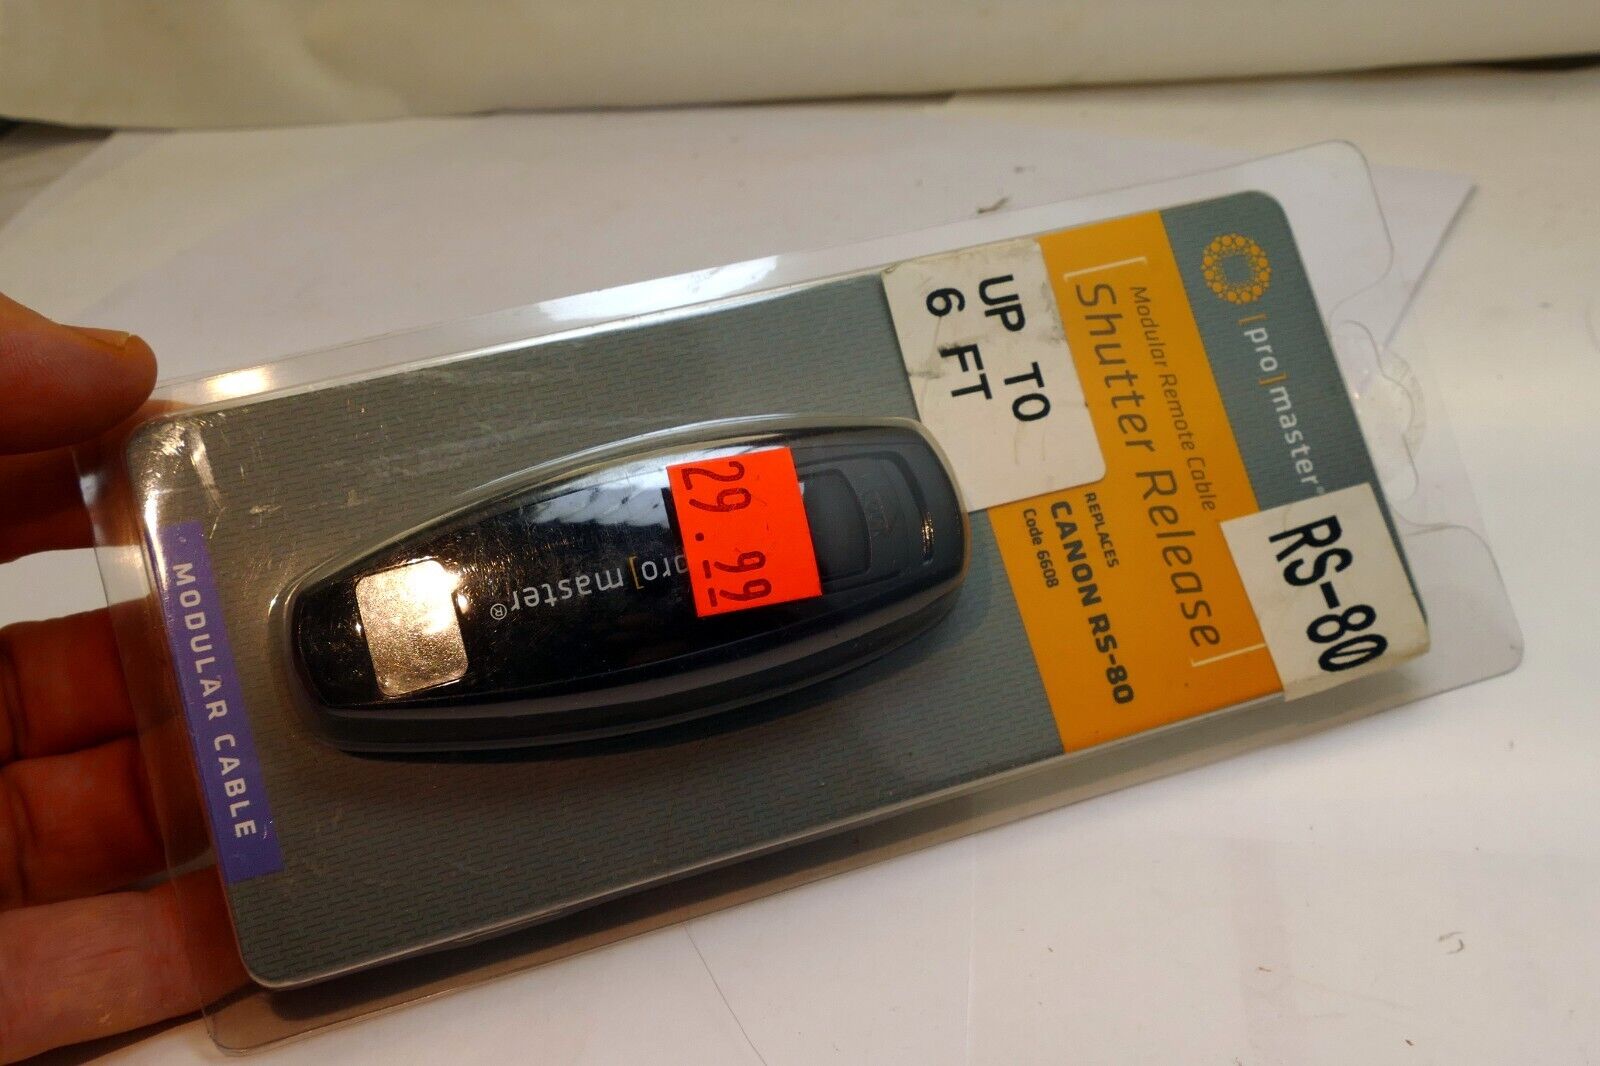 [pro]master®
Modular Remote Cable
[Shutter Release]
REPLACES
CANON RS-80
Code 6608
RS-80
UP TO
6 FT
29.99
pro]master®
MODULAR CABLE